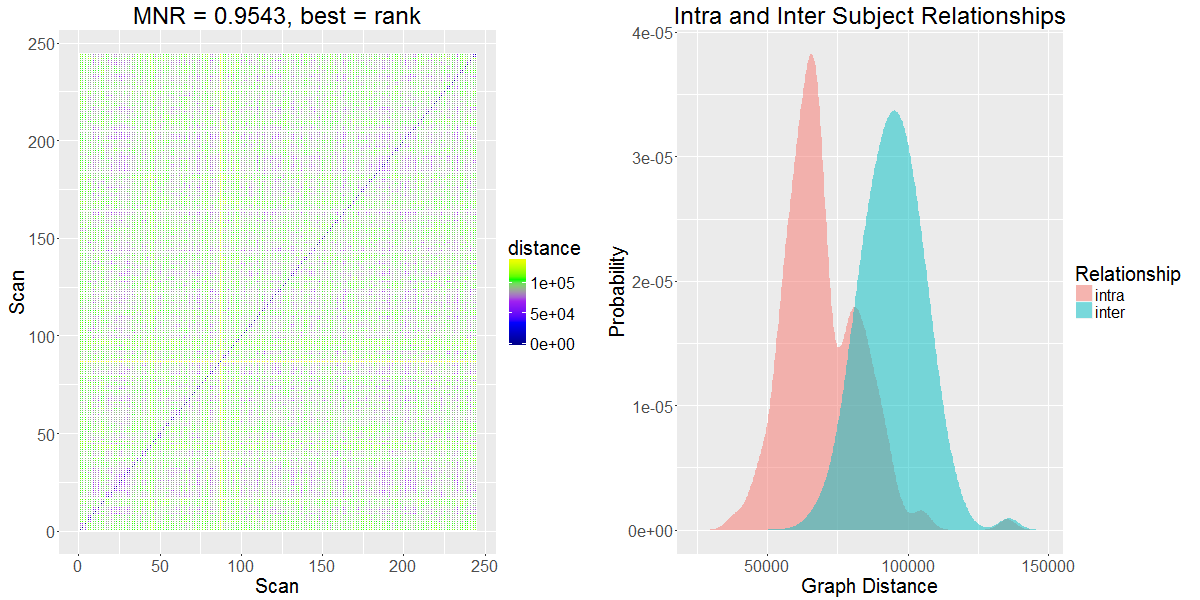 MNR = 0.9543, best = rank
250
200
150
100
50
0
Scan
0 50 100 150 200 250
Scan
distance
1e+05
5e+04
0e+00
Intra and Inter Subject Relationships
4e-05
3e-05
2e-05
1e-05
0e+00
Probability
50000 100000 150000
Graph Distance
Relationship
intra
inter